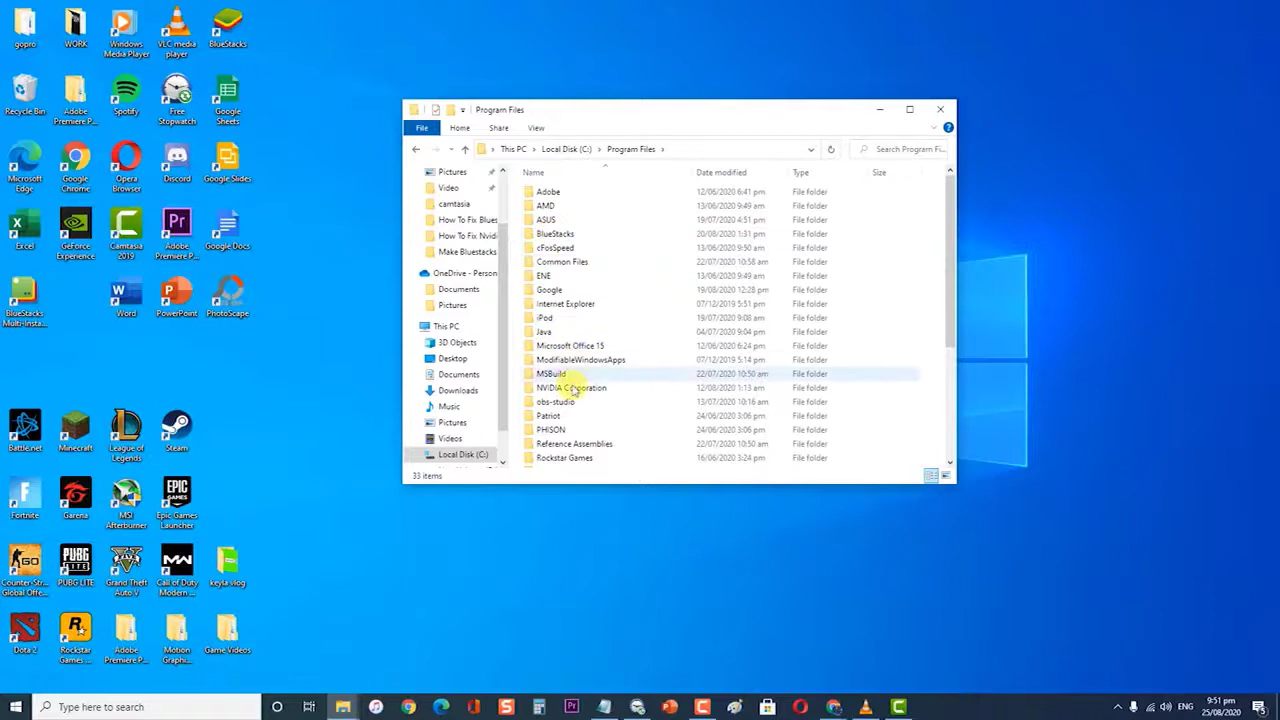 gopro
WORK
Windows Media Player
VLC media player
BlueStacks
Recycle Bin
Adobe Premiere P...
Spotify
Free Stopwatch
Google Sheets
Microsoft Edge
Google Chrome
Opera Browser
Discord
Google Slides
Excel
GeForce Experience
Camtasia 2019
Adobe Premiere P...
Google Docs
BlueStacks Multi-Insta...
Word
PowerPoint
PhotoScape
Battle.net
Minecraft
League of Legends
Steam
Fortnite
Garena
MSI Afterburner
Epic Games Launcher
Counter-Str... Global Offe...
PUBG LITE
Grand Theft Auto V
Call of Duty Modern ...
keyla vlog
Dota 2
Rockstar Games ...
Adobe Premiere P...
Motion Graphi...
Game Videos
Program Files
File Home Share View
This PC > Local Disk (C:) > Program Files >
Search Program Fi...
Pictures
Video
camtasia
How To Fix Blues
How To Fix Nvidi
Make Bluestacks
OneDrive - Person
Documents
Pictures
This PC
3D Objects
Desktop
Documents
Downloads
Music
Pictures
Videos
Local Disk (C:)
Name Date modified Type Size
Adobe 12/06/2020 6:41 pm File folder
AMD 13/06/2020 9:49 am File folder
ASUS 19/07/2020 4:51 pm File folder
BlueStacks 20/08/2020 1:31 pm File folder
cFosSpeed 13/06/2020 9:50 am File folder
Common Files 22/07/2020 10:58 am File folder
ENE 13/06/2020 9:49 am File folder
Google 19/08/2020 12:28 pm File folder
Internet Explorer 07/12/2019 5:51 pm File folder
iPod 19/07/2020 9:08 am File folder
Java 04/07/2020 9:04 pm File folder
Microsoft Office 15 12/06/2020 6:24 pm File folder
ModifiableWindowsApps 07/12/2019 5:14 pm File folder
MSBuild 22/07/2020 10:50 am File folder
NVIDIA Corporation 12/08/2020 1:13 am File folder
obs-studio 13/07/2020 10:16 am File folder
Patriot 24/06/2020 3:06 pm File folder
PHISON 24/06/2020 3:06 pm File folder
Reference Assemblies 22/07/2020 10:50 am File folder
Rockstar Games 16/06/2020 3:24 pm File folder
33 items
Type here to search
ENG
9:51 pm
25/08/2020